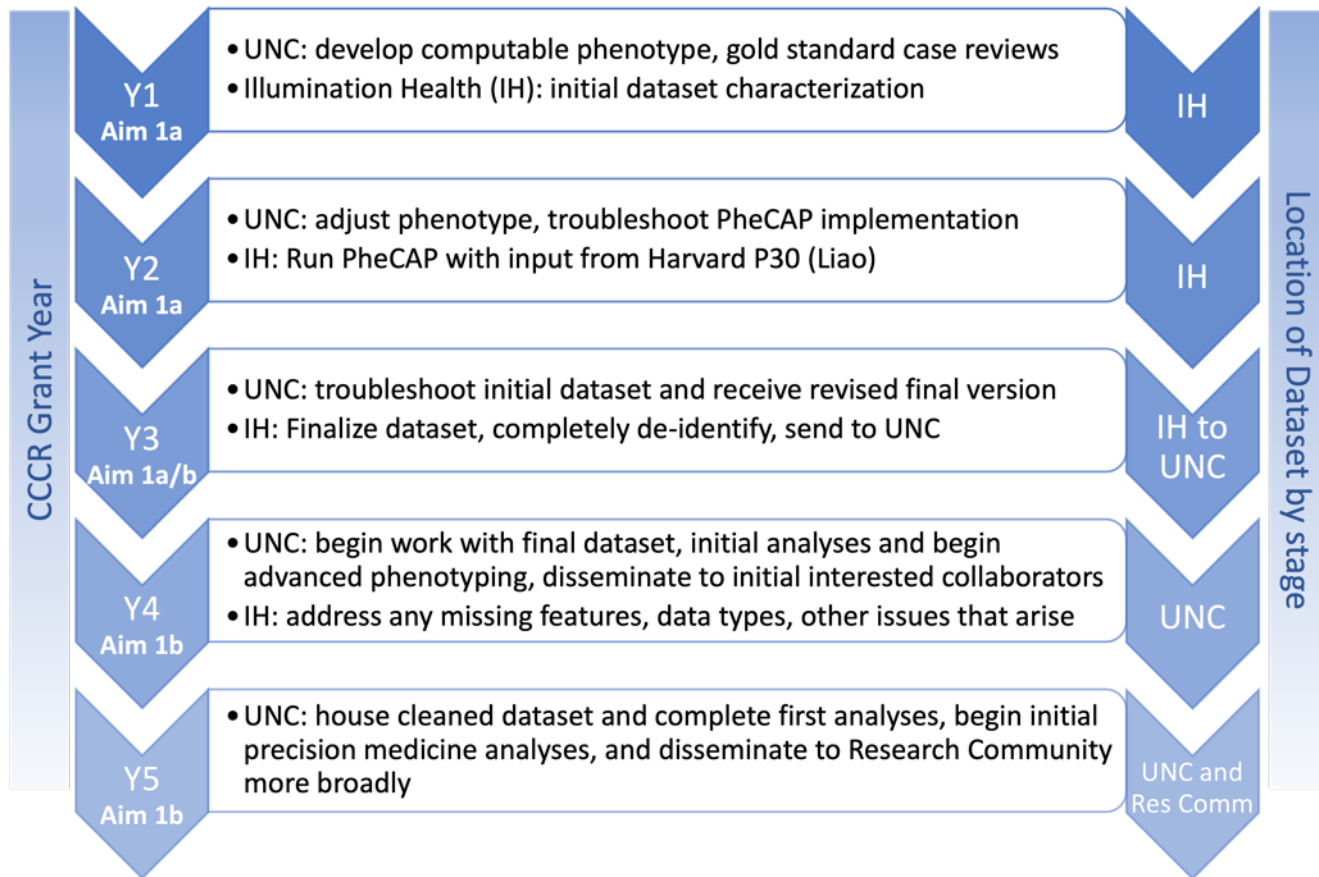 CCCR Grant Year
Y1
Aim 1a
• UNC: develop computable phenotype, gold standard case reviews
• Illumination Health (IH): initial dataset characterization
IH
Y2
Aim 1a
• UNC: adjust phenotype, troubleshoot PheCAP implementation
• IH: Run PheCAP with input from Harvard P30 (Liao)
IH
Y3
Aim 1a/b
• UNC: troubleshoot initial dataset and receive revised final version
• IH: Finalize dataset, completely de-identify, send to UNC
IH to
UNC
Y4
Aim 1b
• UNC: begin work with final dataset, initial analyses and begin
advanced phenotyping, disseminate to initial interested collaborators
• IH: address any missing features, data types, other issues that arise
UNC
Y5
Aim 1b
• UNC: house cleaned dataset and complete first analyses, begin initial
precision medicine analyses, and disseminate to Research Community
more broadly
UNC and
Res Comm
Location of Dataset by stage